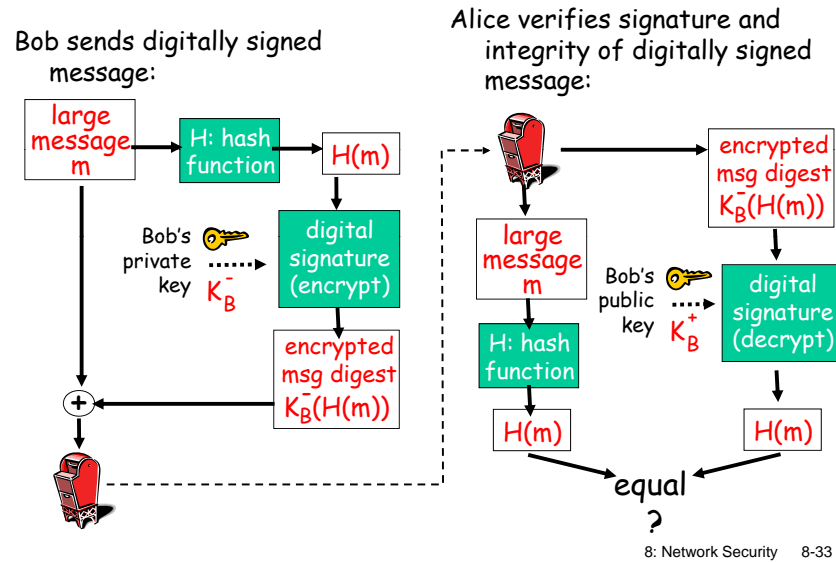 Bob sends digitally signed
message:
large
message
m
H: hash
function
H(m)
Bob's
private
key
K_B^-
digital
signature
(encrypt)
encrypted
msg digest
K_B^-(H(m))
+
Alice verifies signature and
integrity of digitally signed
message:
encrypted
msg digest
K_B^-(H(m))
large
message
m
H: hash
function
H(m)
Bob's
public
key
K_B^+
digital
signature
(decrypt)
H(m)
equal
?
8: Network Security 8-33